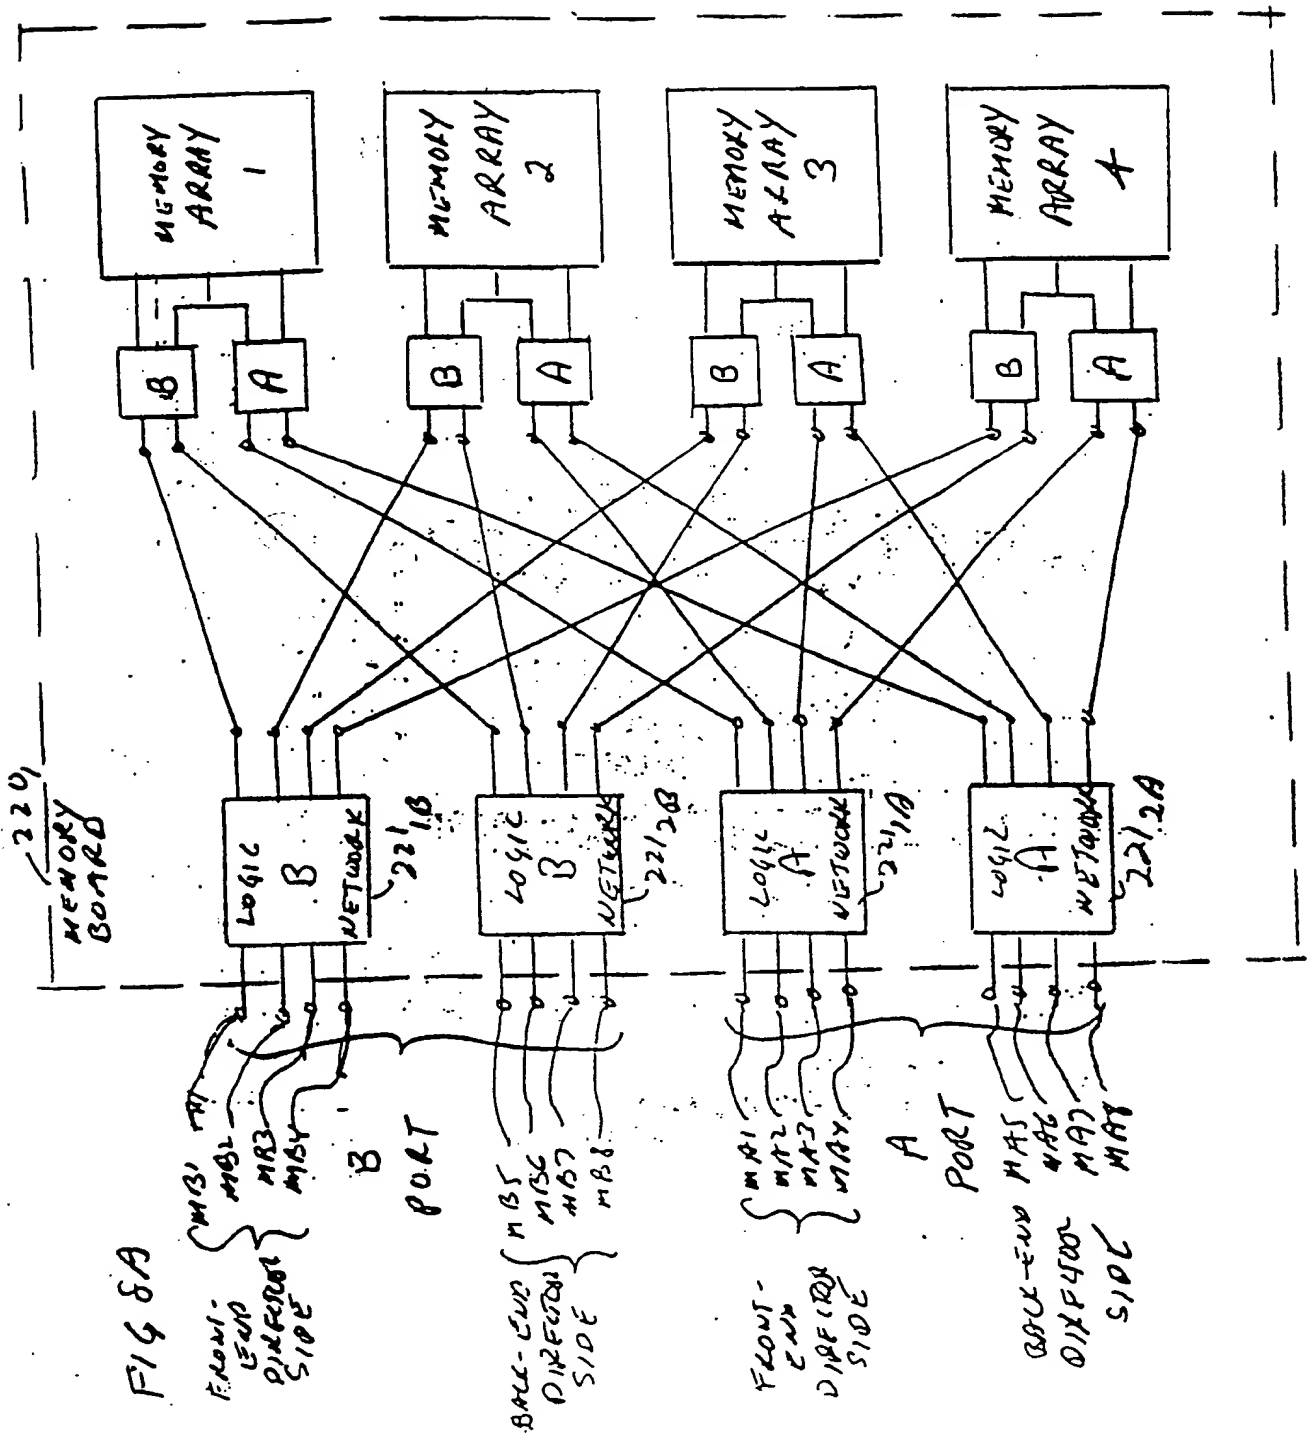 FIG 8A
220,
MEMORY
BOARD
MEMORY
ARRAY
1
MEMORY
ARRAY
2
MEMORY
ARRAY
3
MEMORY
ARRAY
4
B
A
B
A
B
A
B
A
LOGIC
B
NETWORK
221 1B
LOGIC
B
NETWORK
221 2B
LOGIC
A
NETWORK
221 1A
LOGIC
A
NETWORK
221 2A
MB1
MB2
MB3
MB4
FRONT-
END
DIRECTOR
SIDE
B
PORT
MB5
MB6
MB7
MB8
BACK-END
DIRECTOR
SIDE
MA1
MA2
MA3
MA4
FRONT-
END
DIRECTOR
SIDE
A
PORT
MA5
MA6
MA7
MA8
BACK-END
DIRECTOR
SIDE